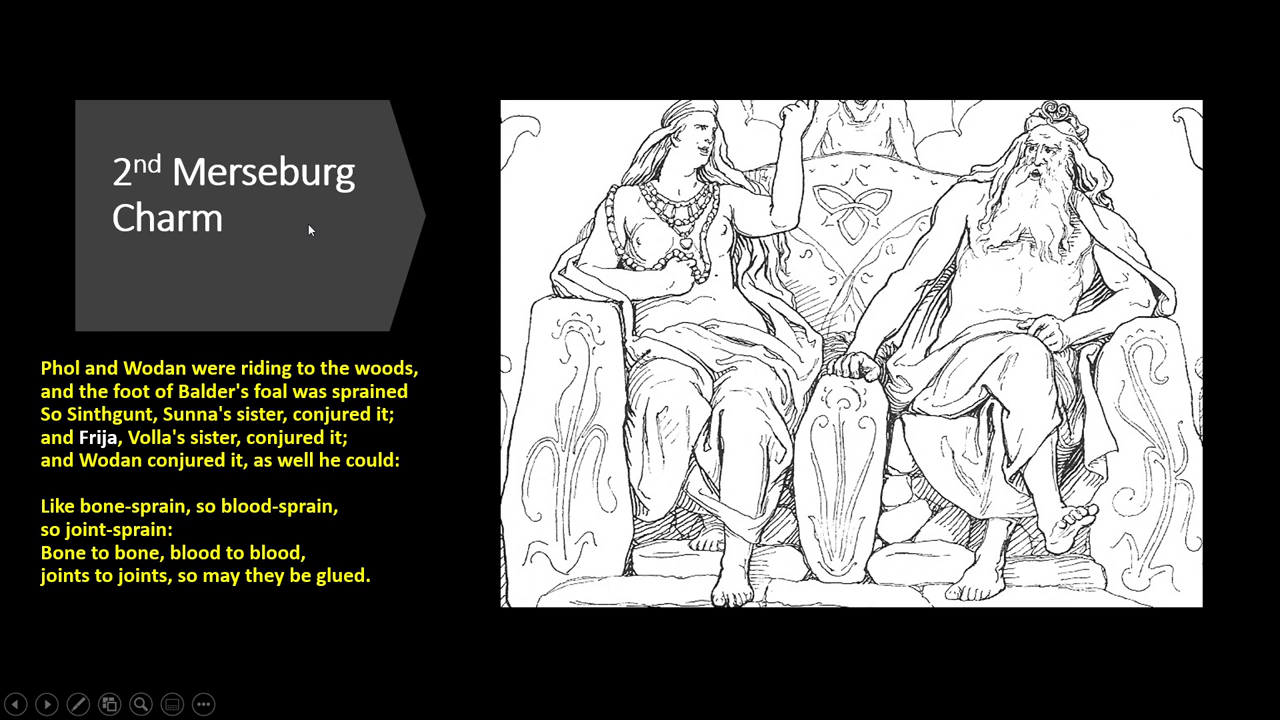 2nd Merseburg
Charm
Phol and Wodan were riding to the woods,
and the foot of Balder's foal was sprained
So Sinthgunt, Sunna's sister, conjured it;
and Frija, Volla's sister, conjured it;
and Wodan conjured it, as well he could:
Like bone-sprain, so blood-sprain,
so joint-sprain:
Bone to bone, blood to blood,
joints to joints, so may they be glued.